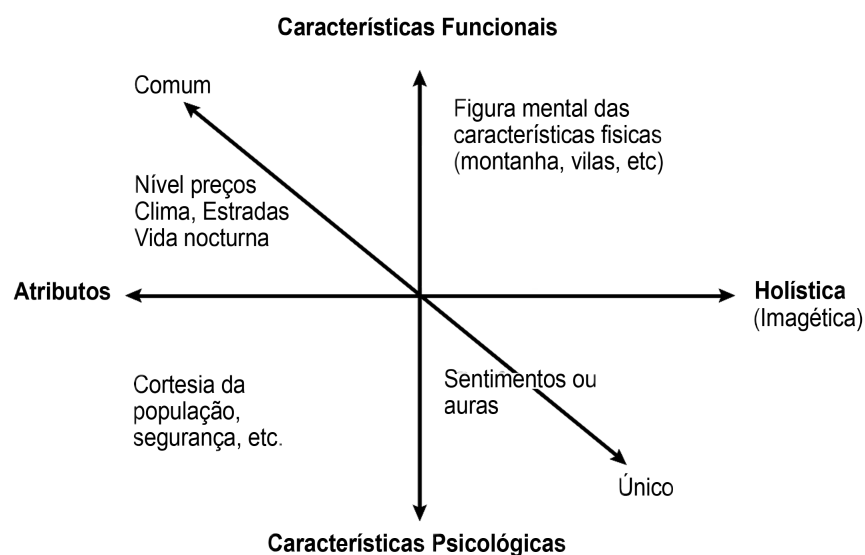 Características Funcionais
Comum
Figura mental das
características fisicas
(montanha, vilas, etc)
Nível preços
Clima, Estradas
Vida nocturna
Atributos
Holística
(Imagética)
Cortesia da
população,
segurança, etc.
Sentimentos ou
auras
Único
Características Psicológicas